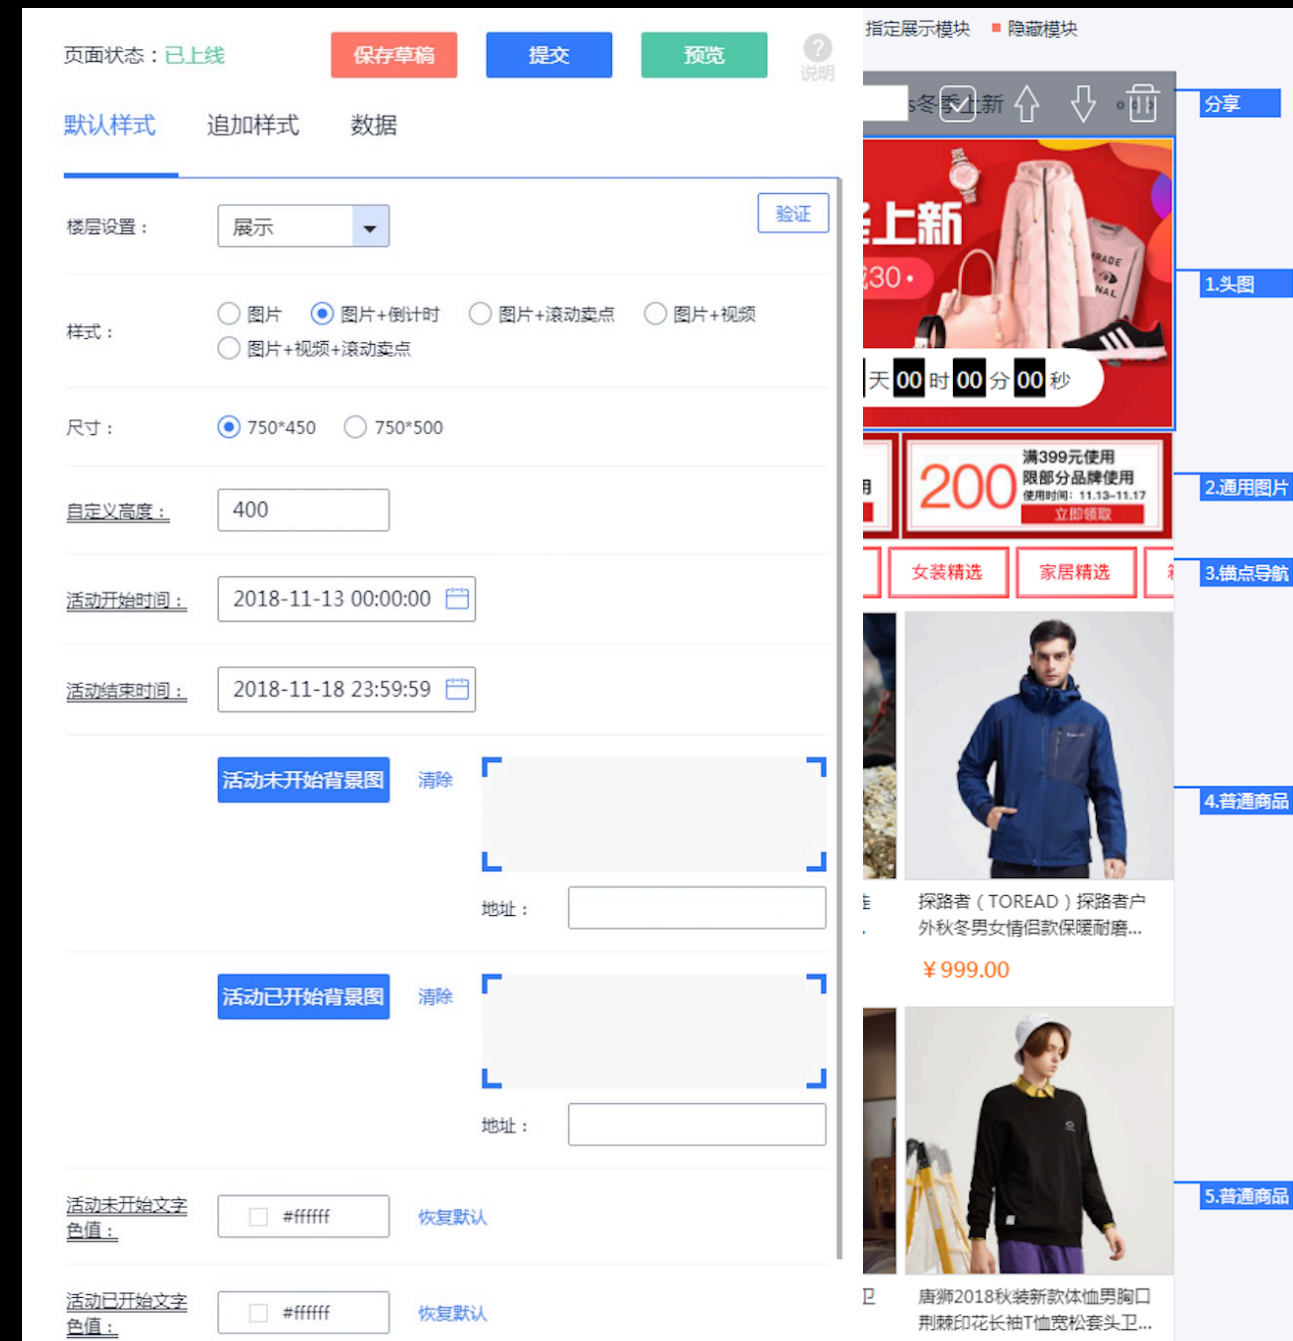 页面状态：已上线
保存草稿
提交
预览
?
说明
默认样式
追加样式
数据
楼层设置：
展示
验证
样式：
图片
图片+倒计时
图片+滚动卖点
图片+视频
图片+视频+滚动卖点
尺寸：
750*450
750*500
自定义高度：
400
活动开始时间：
2018-11-13 00:00:00
活动结束时间：
2018-11-18 23:59:59
活动未开始背景图
清除
地址：
活动已开始背景图
清除
地址：
活动未开始文字
色值：
#ffffff
恢复默认
活动已开始文字
色值：
#ffffff
恢复默认
指定展示模块
隐藏模块
s冬季上新
分享
上新
30
天00时00分00秒
1.头图
200
满399元使用
限部分品牌使用
使用时间：11.13-11.17
立即领取
2.通用图片
女装精选
家居精选
3.锚点导航
4.普通商品
探路者（TOREAD）探路者户
外秋冬男女情侣款保暖耐磨...
￥999.00
5.普通商品
唐狮2018秋装新款体恤男胸口
荆棘印花长袖T恤宽松套头卫...